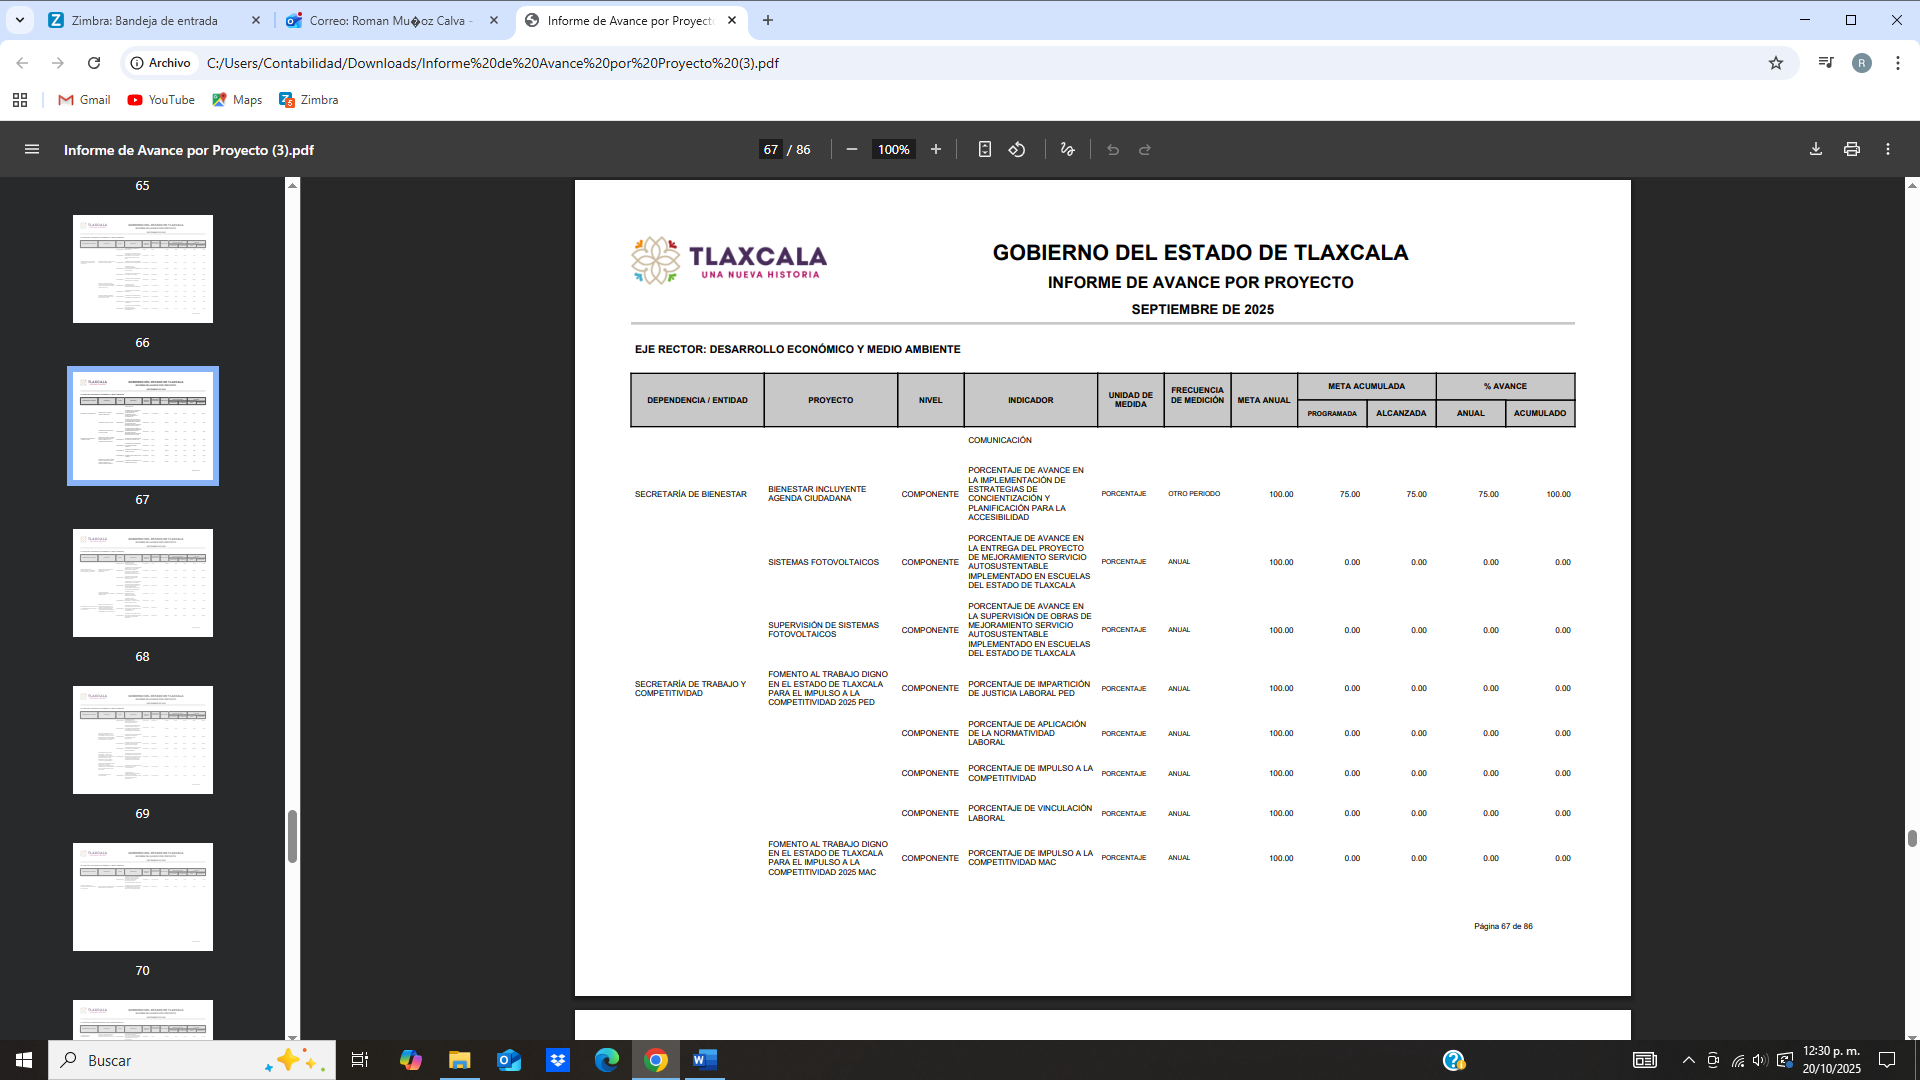 Zimbra: Bandeja de entrada
Correo: Roman Mu�oz Calva -
Informe de Avance por Proyecto
Archivo
C:/Users/Contabilidad/Downloads/Informe%20de%20Avance%20por%20Proyecto%20(3).pdf
R
Gmail
YouTube
Maps
Zimbra
Informe de Avance por Proyecto (3).pdf
67 / 86
100%
65
66
67
68
69
70
TLAXCALA
UNA NUEVA HISTORIA
GOBIERNO DEL ESTADO DE TLAXCALA
INFORME DE AVANCE POR PROYECTO
SEPTIEMBRE DE 2025
EJE RECTOR: DESARROLLO ECONÓMICO Y MEDIO AMBIENTE
DEPENDENCIA / ENTIDAD
PROYECTO
NIVEL
INDICADOR
UNIDAD DE
MEDIDA
FRECUENCIA
DE MEDICIÓN
META ANUAL
META ACUMULADA
PROGRAMADA
ALCANZADA
% AVANCE
ANUAL
ACUMULADO
COMUNICACIÓN
SECRETARÍA DE BIENESTAR
BIENESTAR INCLUYENTE
AGENDA CIUDADANA
COMPONENTE
PORCENTAJE DE AVANCE EN
LA IMPLEMENTACIÓN DE
ESTRATEGIAS DE
CONCIENTIZACIÓN Y
PLANIFICACIÓN PARA LA
ACCESIBILIDAD
PORCENTAJE
OTRO PERIODO
100.00
75.00
75.00
75.00
100.00
SISTEMAS FOTOVOLTAICOS
COMPONENTE
PORCENTAJE DE AVANCE EN
LA ENTREGA DEL PROYECTO
DE MEJORAMIENTO SERVICIO
AUTOSUSTENTABLE
IMPLEMENTADO EN ESCUELAS
DEL ESTADO DE TLAXCALA
PORCENTAJE
ANUAL
100.00
0.00
0.00
0.00
0.00
SUPERVISIÓN DE SISTEMAS
FOTOVOLTAICOS
COMPONENTE
PORCENTAJE DE AVANCE EN
LA SUPERVISIÓN DE OBRAS DE
MEJORAMIENTO SERVICIO
AUTOSUSTENTABLE
IMPLEMENTADO EN ESCUELAS
DEL ESTADO DE TLAXCALA
PORCENTAJE
ANUAL
100.00
0.00
0.00
0.00
0.00
SECRETARÍA DE TRABAJO Y
COMPETITIVIDAD
FOMENTO AL TRABAJO DIGNO
EN EL ESTADO DE TLAXCALA
PARA EL IMPULSO A LA
COMPETITIVIDAD 2025 PED
COMPONENTE
PORCENTAJE DE IMPARTICIÓN
DE JUSTICIA LABORAL PED
PORCENTAJE
ANUAL
100.00
0.00
0.00
0.00
0.00
COMPONENTE
PORCENTAJE DE APLICACIÓN
DE LA NORMATIVIDAD
LABORAL
PORCENTAJE
ANUAL
100.00
0.00
0.00
0.00
0.00
COMPONENTE
PORCENTAJE DE IMPULSO A LA
COMPETITIVIDAD
PORCENTAJE
ANUAL
100.00
0.00
0.00
0.00
0.00
COMPONENTE
PORCENTAJE DE VINCULACIÓN
LABORAL
PORCENTAJE
ANUAL
100.00
0.00
0.00
0.00
0.00
FOMENTO AL TRABAJO DIGNO
EN EL ESTADO DE TLAXCALA
PARA EL IMPULSO A LA
COMPETITIVIDAD 2025 MAC
COMPONENTE
PORCENTAJE DE IMPULSO A LA
COMPETITIVIDAD MAC
PORCENTAJE
ANUAL
100.00
0.00
0.00
0.00
0.00
Página 67 de 86
Buscar
12:30 p. m.
20/10/2025